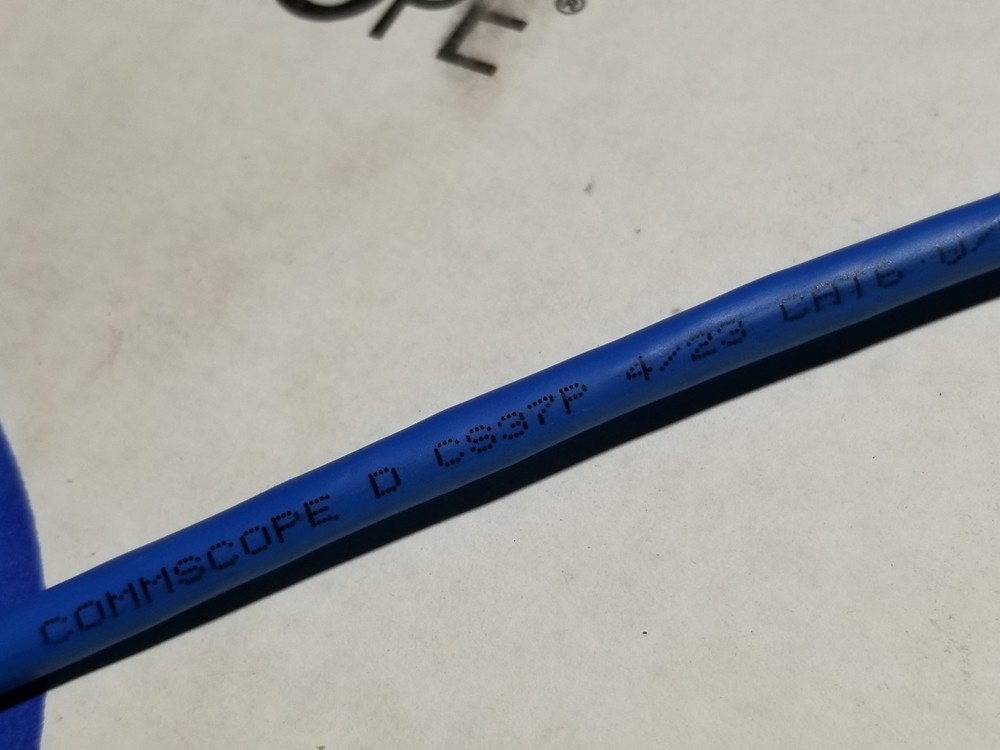 OPE®
COMMSCOPE D CS37P 4/23 CAT6 U/